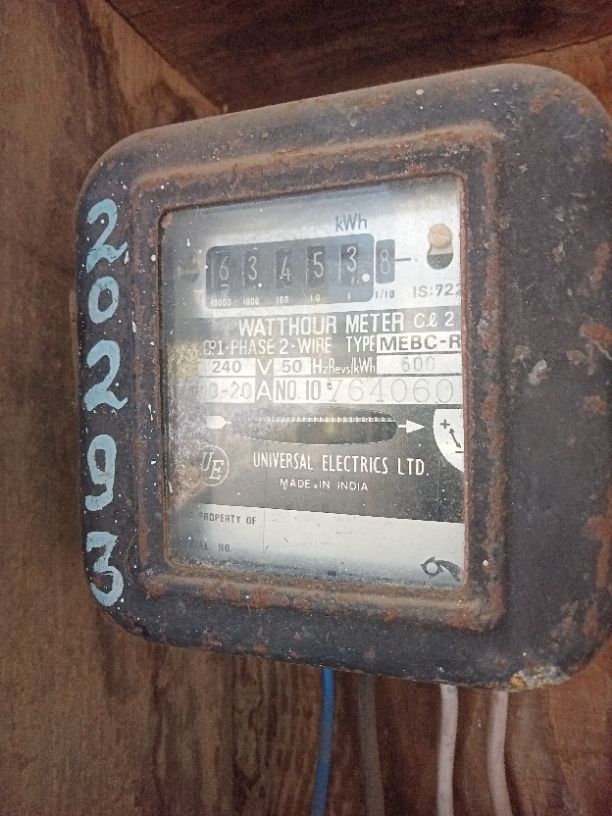 20293
kWh
6 3 4 5 3 8
10000 1000 100 10 1 1/10
IS:722
WATTHOUR METER Cℓ 2
1-PHASE 2-WIRE TYPE MEBC-R
240 V 50 Hz Revs/kWh 600
-20 A NO. 10 764060
UE
UNIVERSAL ELECTRICS LTD.
MADE IN INDIA
PROPERTY OF
NO